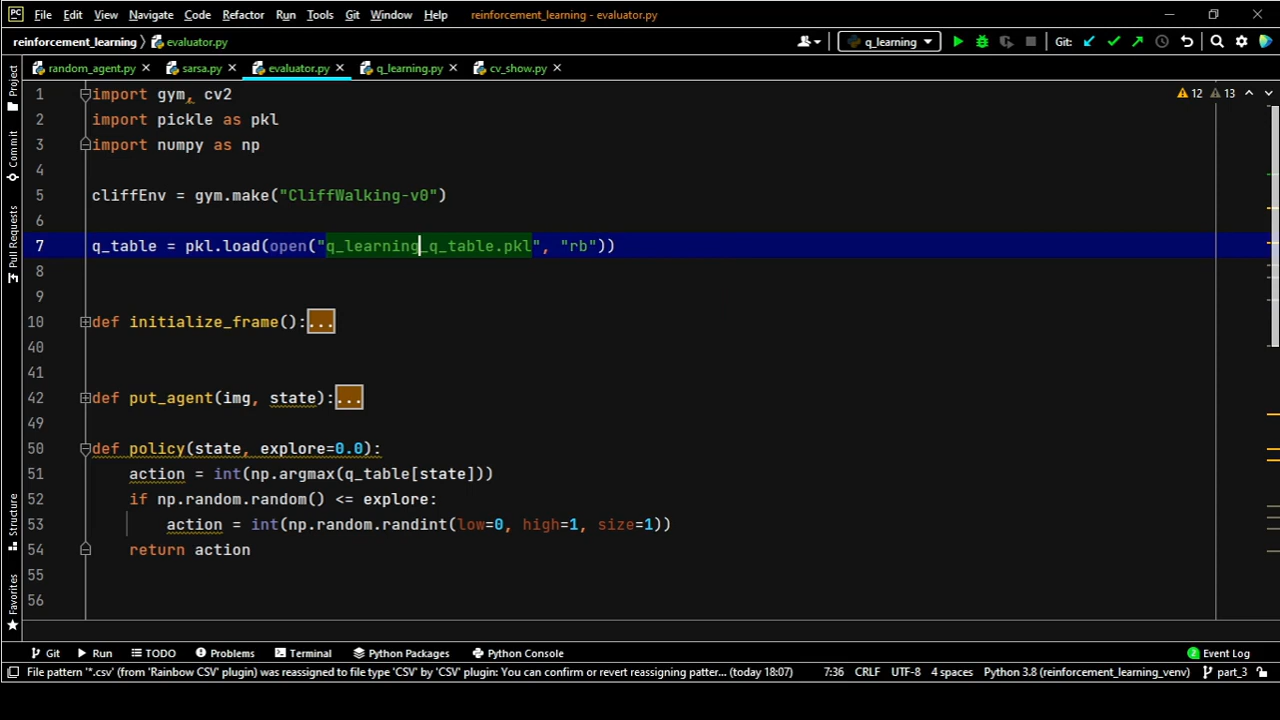 PC File Edit View Navigate Code Refactor Run Tools Git Window Help reinforcement_learning - evaluator.py
reinforcement_learning evaluator.py q_learning Git:
random_agent.py sarsa.py evaluator.py q_learning.py cv_show.py
12 13
1 import gym, cv2
2 import pickle as pkl
3 import numpy as np
4
5 cliffEnv = gym.make("CliffWalking-v0")
6
7 q_table = pkl.load(open("q_learning_q_table.pkl", "rb"))
8
9
10 def initialize_frame():...
40
41
42 def put_agent(img, state):...
49
50 def policy(state, explore=0.0):
51 action = int(np.argmax(q_table[state]))
52 if np.random.random() <= explore:
53 action = int(np.random.randint(low=0, high=1, size=1))
54 return action
55
56
Project
Commit
Pull Requests
Structure
Favorites
Git Run TODO Problems Terminal Python Packages Python Console 2 Event Log
File pattern '*.csv' (from 'Rainbow CSV' plugin) was reassigned to file type 'CSV' by 'CSV' plugin: You can confirm or revert reassigning patter... (today 18:07) 7:36 CRLF UTF-8 4 spaces Python 3.8 (reinforcement_learning_venv) part_3